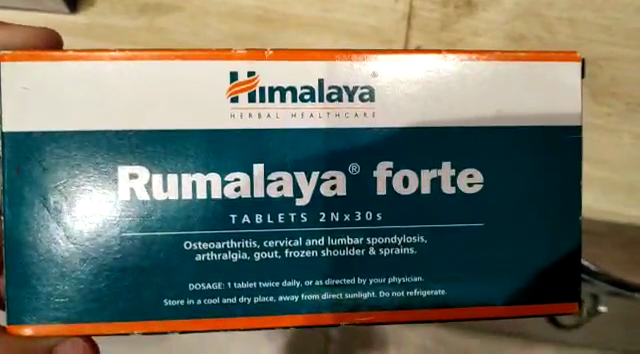 Himalaya®
HERBAL HEALTHCARE
Rumalaya® forte
TABLETS 2Nx30s
Osteoarthritis, cervical and lumbar spondylosis,
arthralgia, gout, frozen shoulder & sprains.
DOSAGE: 1 tablet twice daily, or as directed by your physician.
Store in a cool and dry place, away from direct sunlight. Do not refrigerate.